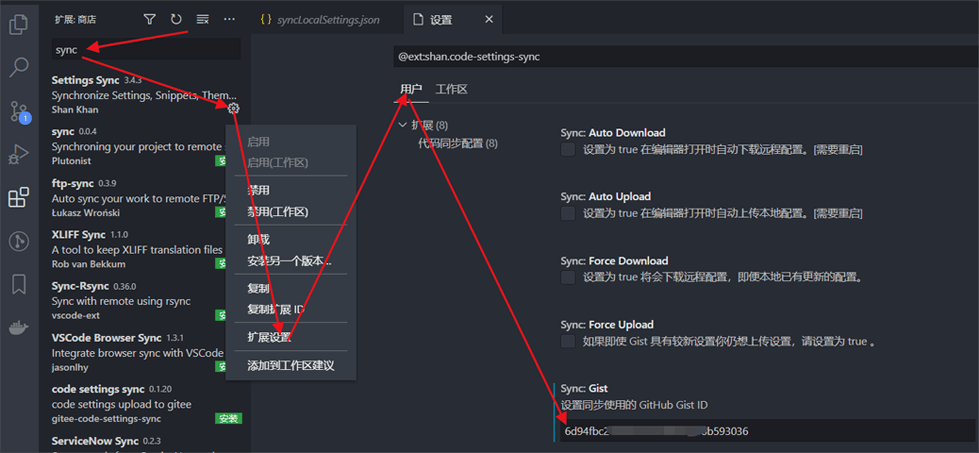 扩展: 商店
sync
Settings Sync 3.4.3
Synchronize Settings, Snippets, Them...
Shan Khan
sync 0.0.4
Synchroning your project to remote
Plutonist
ftp-sync 0.3.9
Auto sync your work to remote FTP/S
Łukasz Wroński
XLIFF Sync 1.1.0
A tool to keep XLIFF translation files
Rob van Bekkum
Sync-Rsync 0.36.0
Sync with remote using rsync
vscode-ext
VSCode Browser Sync 1.3.1
Integrate browser sync with VSCode
jasonlhy
code settings sync 0.1.20
code settings upload to gitee
gitee-code-settings-sync
安装
ServiceNow Sync 0.2.3
1
启用
启用(工作区)
禁用
禁用(工作区)
卸载
安装另一个版本...
复制
复制扩展 ID
扩展设置
添加到工作区建议
{} syncLocalSettings.json
设置
@ext:shan.code-settings-sync
用户 工作区
扩展 (8)
代码同步配置 (8)
Sync: Auto Download
设置为 true 在编辑器打开时自动下载远程配置。[需要重启]
Sync: Auto Upload
设置为 true 在编辑器打开时自动上传本地配置。[需要重启]
Sync: Force Download
设置为 true 将会下载远程配置，即使本地已有更新的配置。
Sync: Force Upload
如果即使 Gist 具有较新设置你仍想上传设置，请设置为 true 。
Sync: Gist
设置同步使用的 GitHub Gist ID
6d94fbc2 b593036